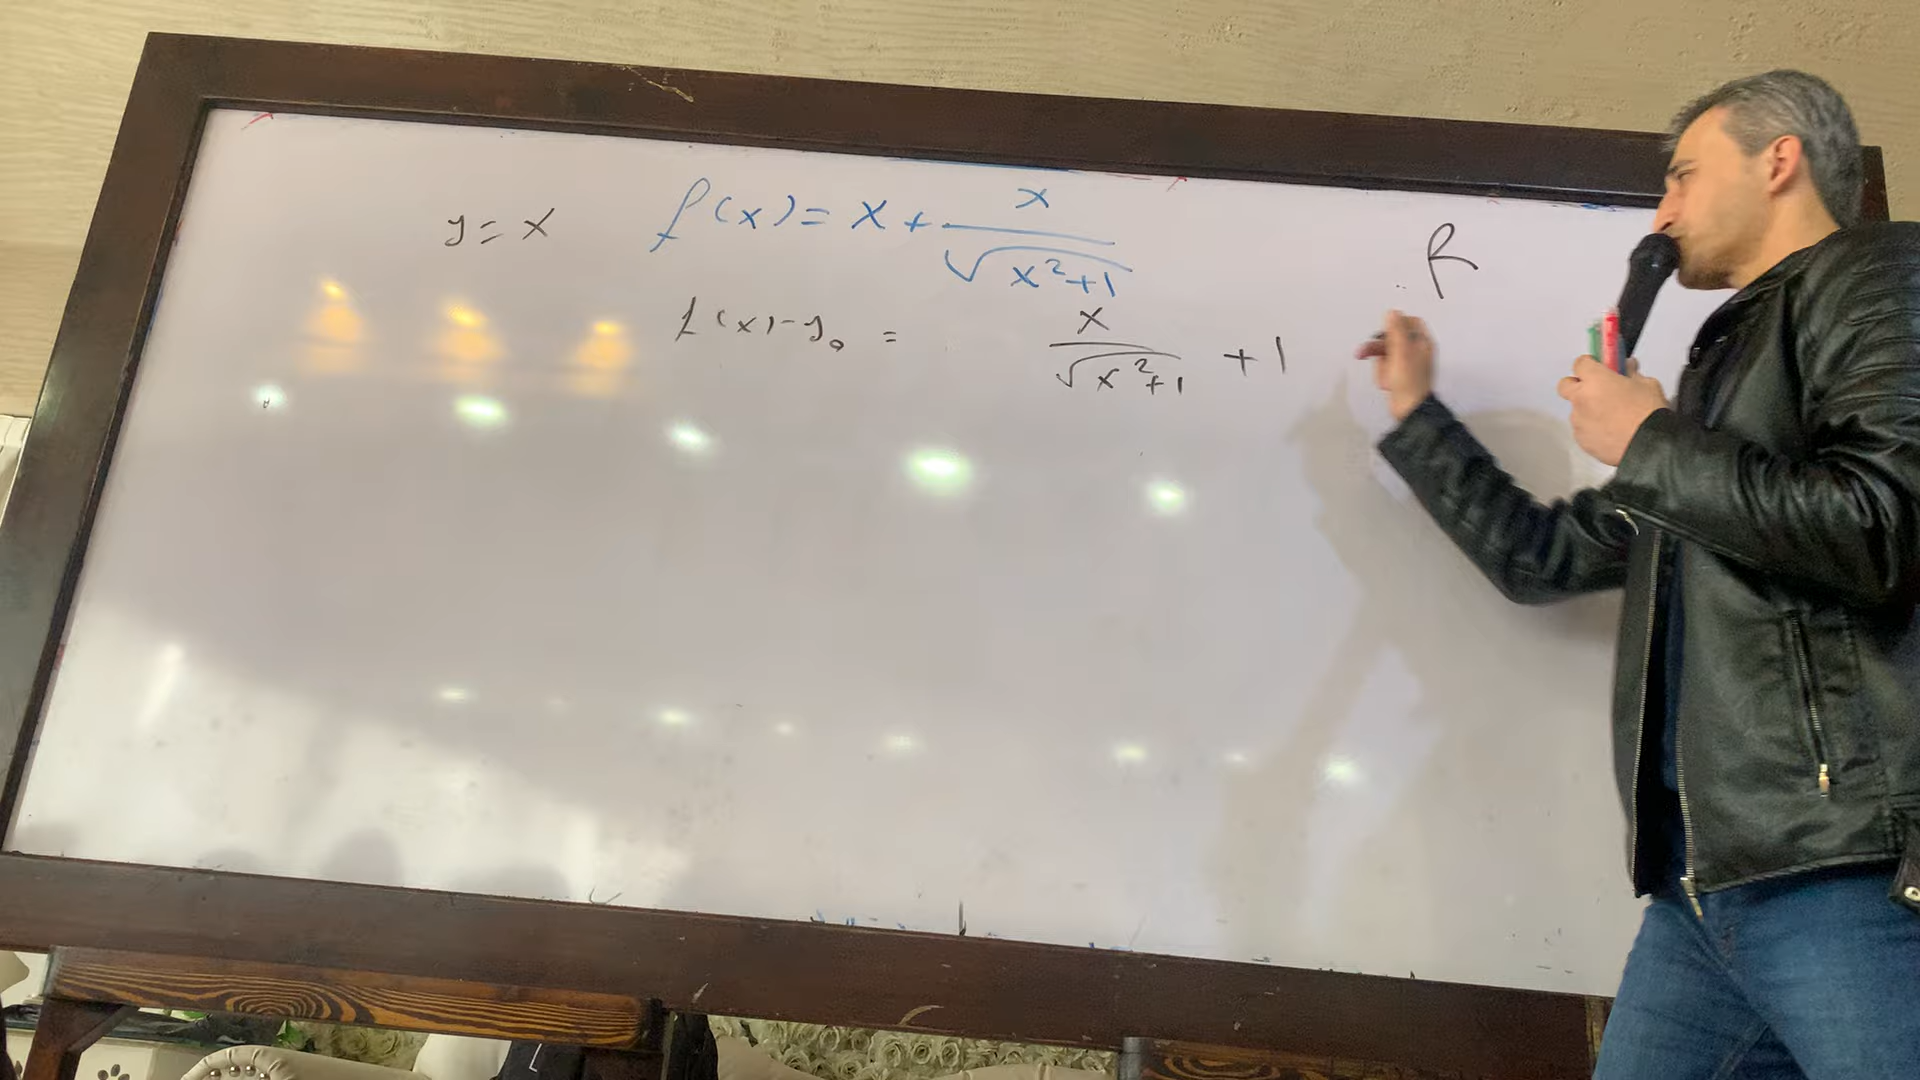 y = x f(x) = x + x/√(x²+1) R
f(x) - y₀ = x/√(x²+1) + 1